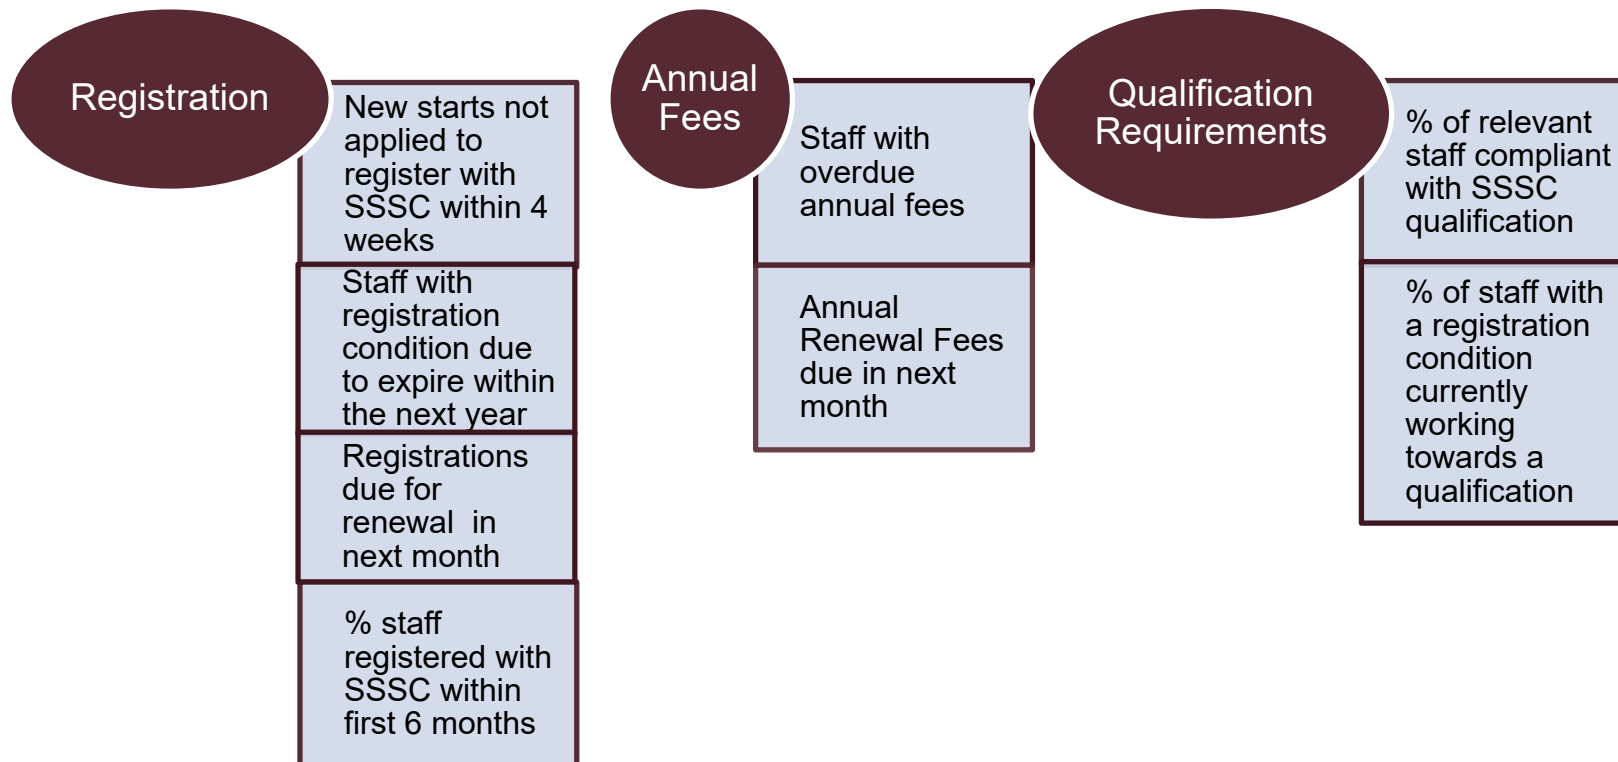 Registration
New starts not
applied to
register with
SSSC within 4
weeks
Staff with
registration
condition due
to expire within
the next year
Registrations
due for
renewal  in
next month
% staff
registered with
SSSC within
first 6 months
Annual
Fees
Staff with
overdue
annual fees
Annual
Renewal Fees
due in next
month
Qualification
Requirements
% of relevant
staff compliant
with SSSC
qualification
% of staff with
a registration
condition
currently
working
towards a
qualification